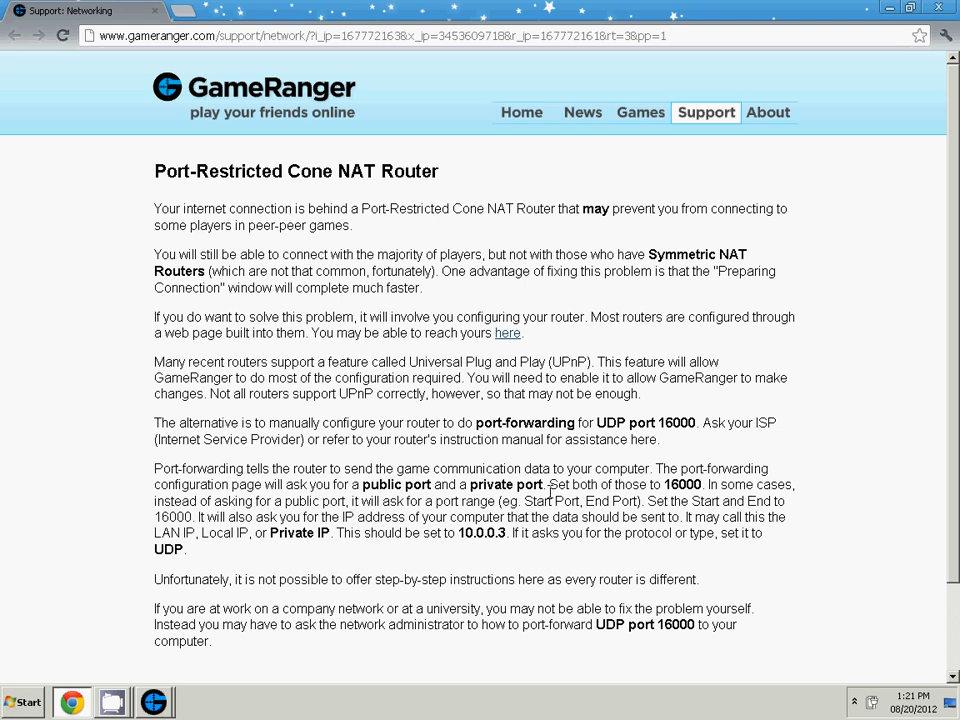 Support: Networking
www.gameranger.com/support/network/?i_ip=167772163&x_ip=3453609718&r_ip=167772161&rt=3&pp=1
GameRanger
play your friends online
Home News Games Support About
Port-Restricted Cone NAT Router
Your internet connection is behind a Port-Restricted Cone NAT Router that may prevent you from connecting to
some players in peer-peer games.
You will still be able to connect with the majority of players, but not with those who have Symmetric NAT
Routers (which are not that common, fortunately). One advantage of fixing this problem is that the "Preparing
Connection" window will complete much faster.
If you do want to solve this problem, it will involve you configuring your router. Most routers are configured through
a web page built into them. You may be able to reach yours here.
Many recent routers support a feature called Universal Plug and Play (UPnP). This feature will allow
GameRanger to do most of the configuration required. You will need to enable it to allow GameRanger to make
changes. Not all routers support UPnP correctly, however, so that may not be enough.
The alternative is to manually configure your router to do port-forwarding for UDP port 16000. Ask your ISP
(Internet Service Provider) or refer to your router's instruction manual for assistance here.
Port-forwarding tells the router to send the game communication data to your computer. The port-forwarding
configuration page will ask you for a public port and a private port. Set both of those to 16000. In some cases,
instead of asking for a public port, it will ask for a port range (eg. Start Port, End Port). Set the Start and End to
16000. It will also ask you for the IP address of your computer that the data should be sent to. It may call this the
LAN IP, Local IP, or Private IP. This should be set to 10.0.0.3. If it asks you for the protocol or type, set it to
UDP.
Unfortunately, it is not possible to offer step-by-step instructions here as every router is different.
If you are at work on a company network or at a university, you may not be able to fix the problem yourself.
Instead you may have to ask the network administrator to how to port-forward UDP port 16000 to your
computer.
Start
1:21 PM
08/20/2012